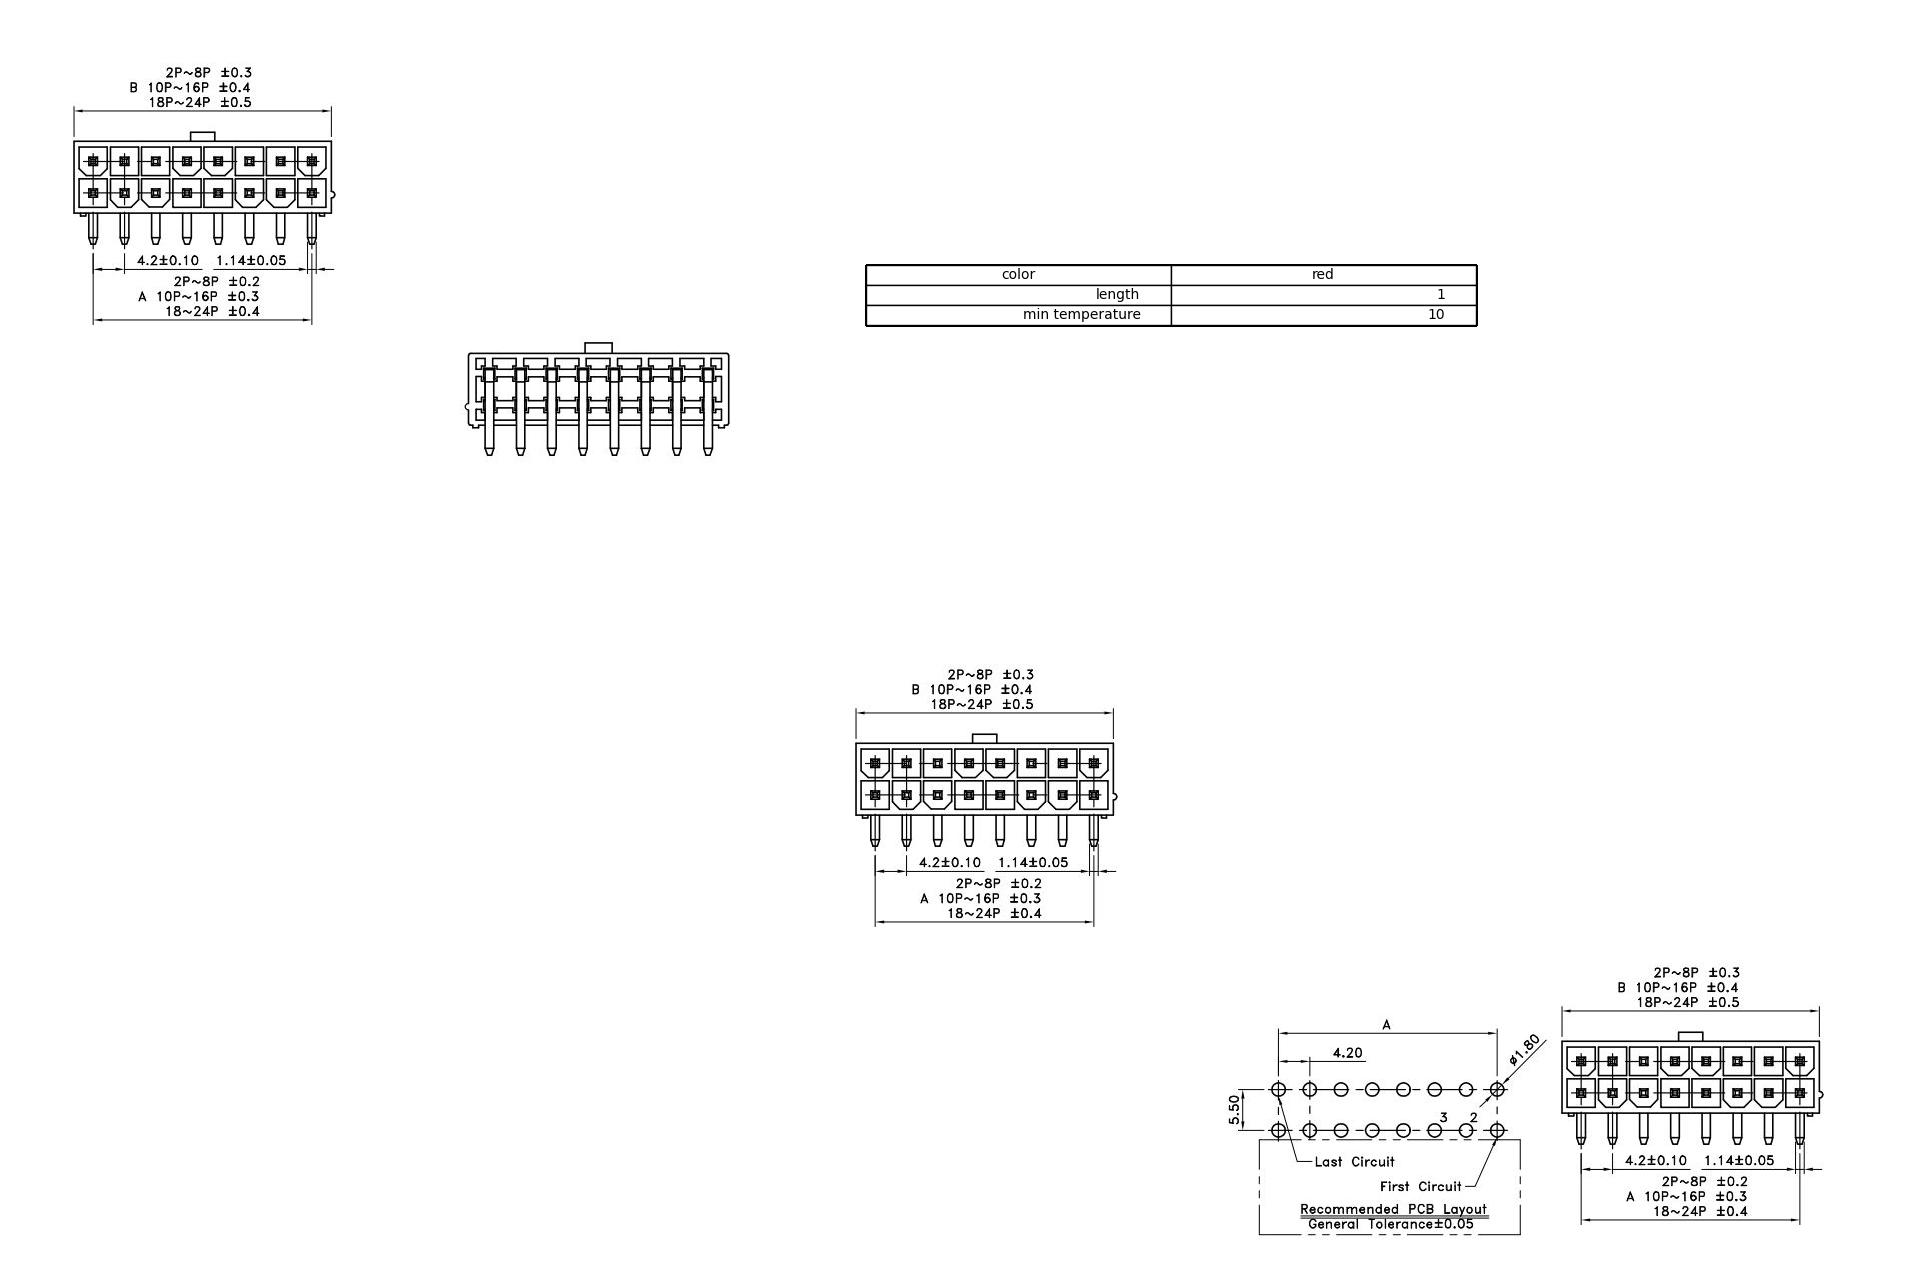 2P~8P ±0.3
B 10P~16P ±0.4
18P~24P ±0.5
4.2±0.10 1.14±0.05
2P~8P ±0.2
A 10P~16P ±0.3
18~24P ±0.4
color red
length 1
min temperature 10
2P~8P ±0.3
B 10P~16P ±0.4
18P~24P ±0.5
4.2±0.10 1.14±0.05
2P~8P ±0.2
A 10P~16P ±0.3
18~24P ±0.4
A
4.20
ø1.80
5.50
3 2
Last Circuit
First Circuit
Recommended PCB Layout
General Tolerance±0.05
2P~8P ±0.3
B 10P~16P ±0.4
18P~24P ±0.5
4.2±0.10 1.14±0.05
2P~8P ±0.2
A 10P~16P ±0.3
18~24P ±0.4